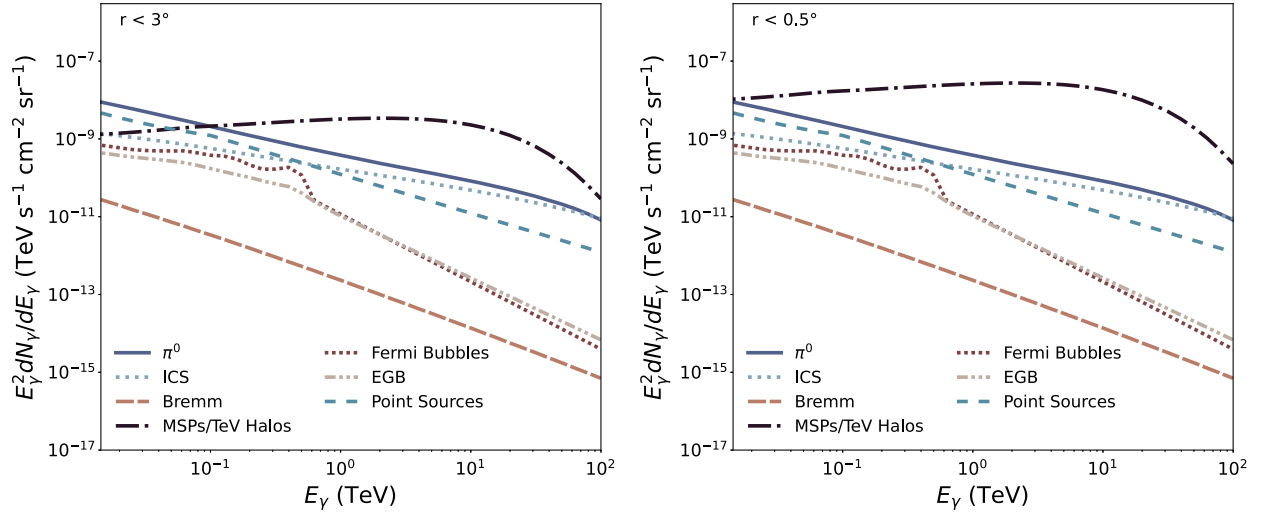 r < 3°
E_γ^2 dN_γ/dE_γ (TeV s^−1 cm^−2 sr^−1)
10^−7
10^−9
10^−11
10^−13
10^−15
10^−17
π^0
ICS
Bremm
MSPs/TeV Halos
Fermi Bubbles
EGB
Point Sources
10^−1
10^0
10^1
10^2
E_γ (TeV)
r < 0.5°
E_γ^2 dN_γ/dE_γ (TeV s^−1 cm^−2 sr^−1)
10^−7
10^−9
10^−11
10^−13
10^−15
10^−17
π^0
ICS
Bremm
MSPs/TeV Halos
Fermi Bubbles
EGB
Point Sources
10^−1
10^0
10^1
10^2
E_γ (TeV)